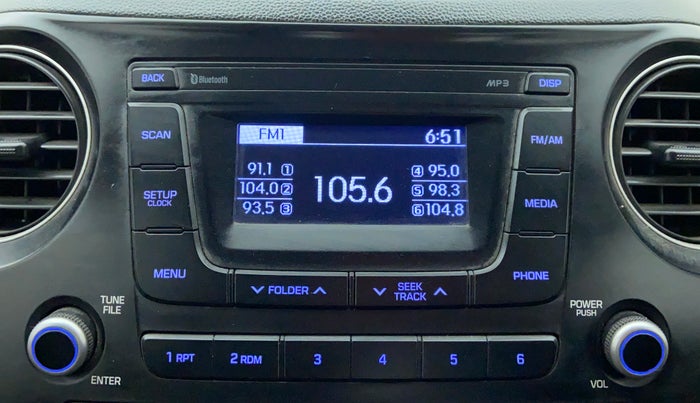 BACK
Bluetooth
MP3
DISP
SCAN
FM1
6:51
FM/AM
91.1 1
4 95.0
104.0 2
105.6
5 98.3
93.5 3
6 104.8
SETUP
CLOCK
MEDIA
MENU
FOLDER
SEEK
TRACK
PHONE
TUNE
FILE
POWER
PUSH
1 RPT
2 RDM
3
4
5
6
ENTER
VOL